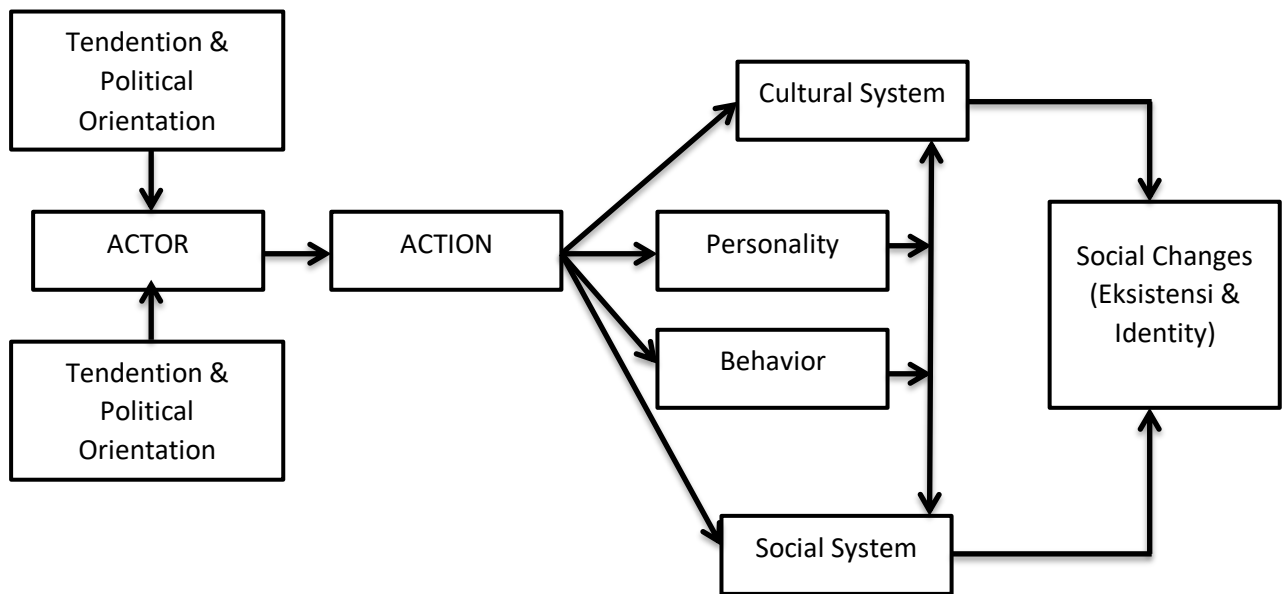 Tendention &
Political
Orientation
ACTOR
Tendention &
Political
Orientation
ACTION
Cultural System
Personality
Behavior
Social System
Social Changes
(Eksistensi &
Identity)